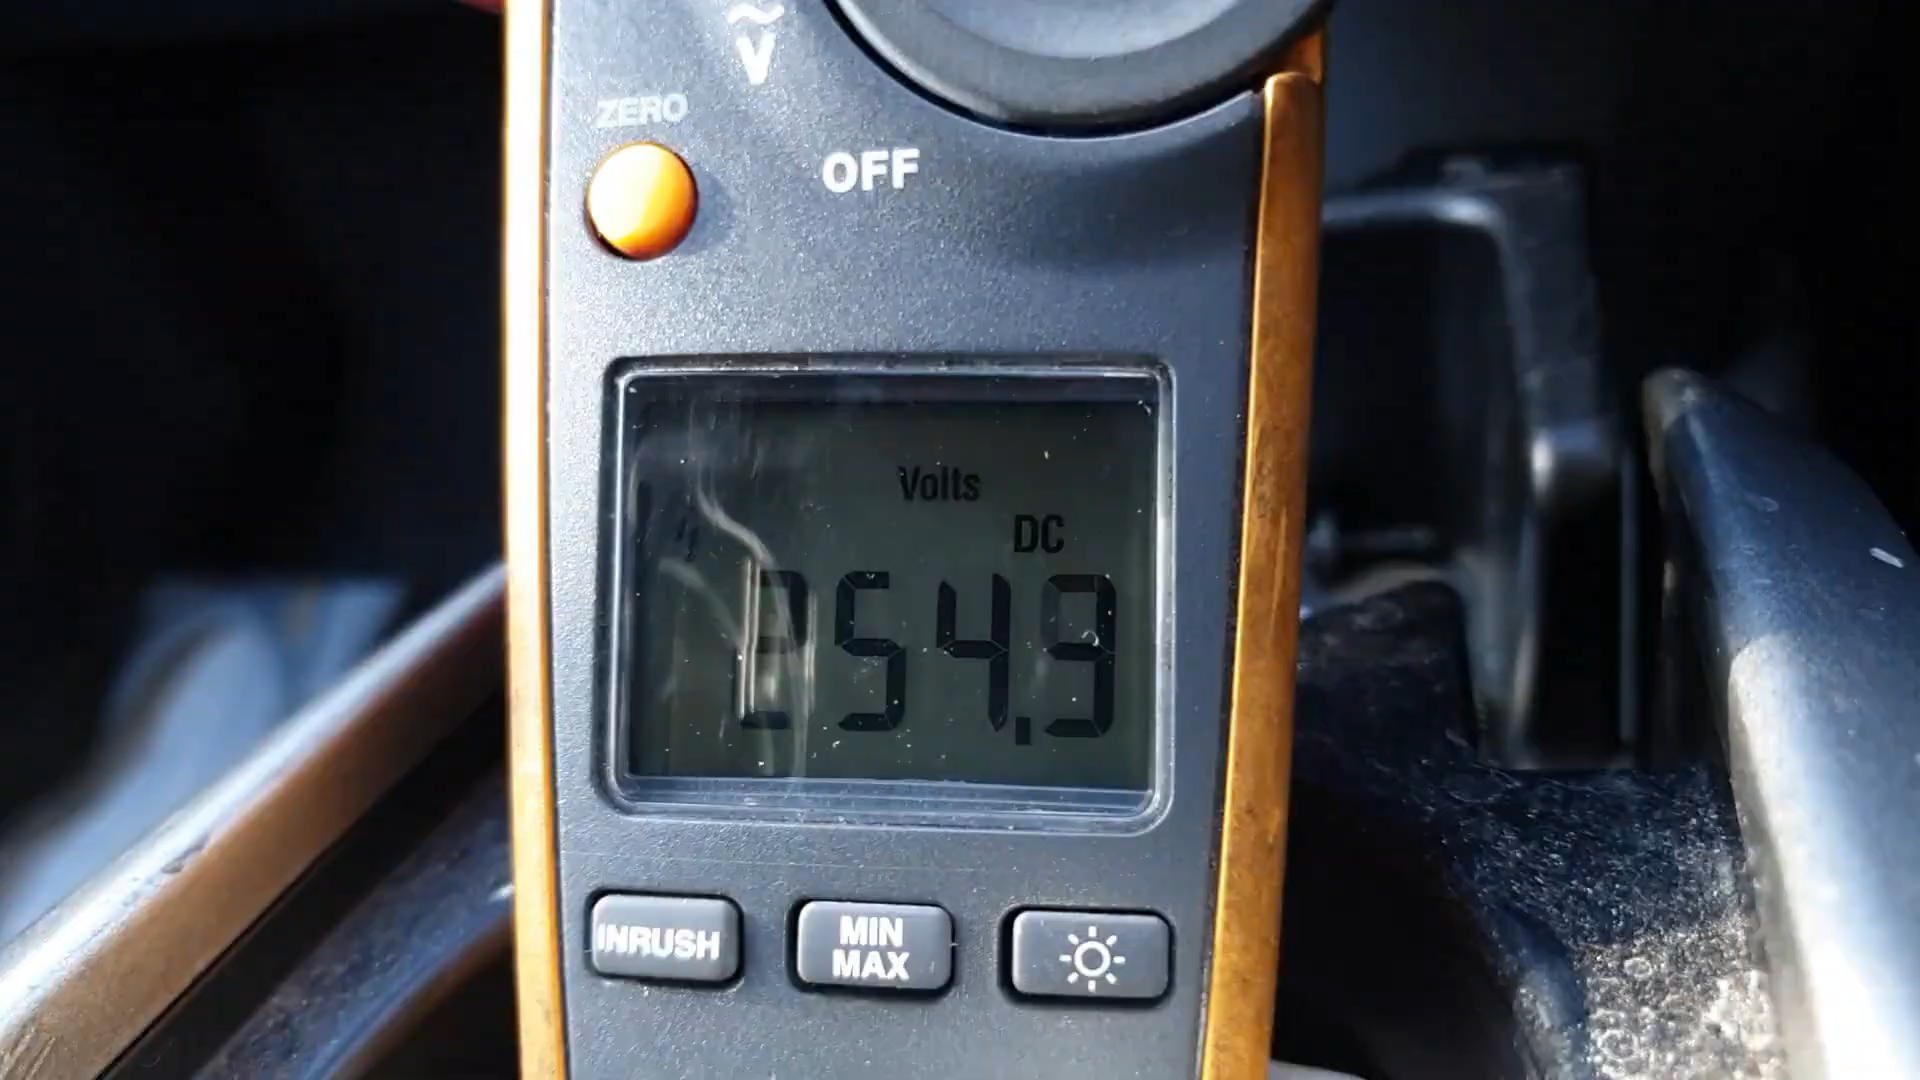 V
ZERO
OFF
Volts
DC
254.9
INRUSH
MIN
MAX